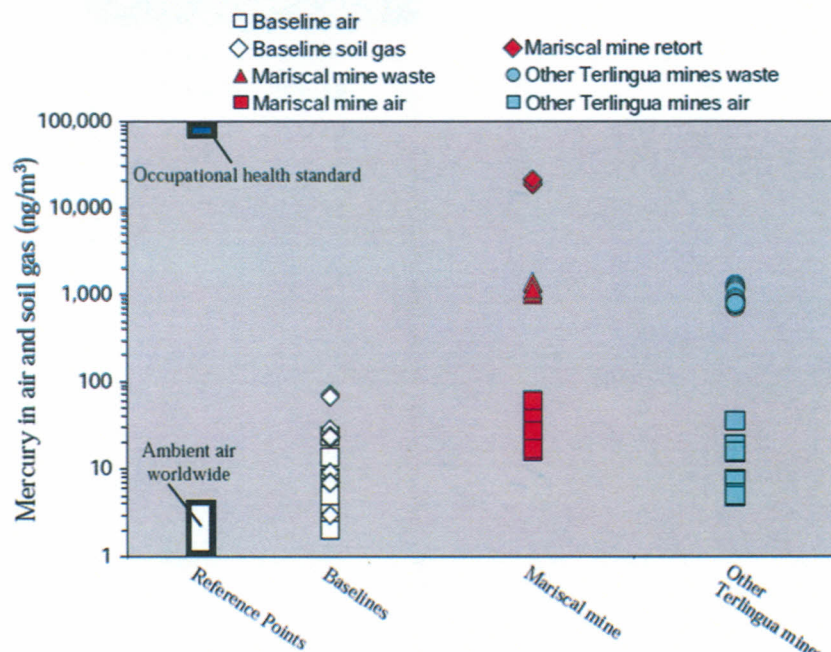 Baseline air
Baseline soil gas
Mariscal mine waste
Mariscal mine air
Mariscal mine retort
Other Terlingua mines waste
Other Terlingua mines air
Mercury in air and soil gas (ng/m³)
100,000
10,000
1,000
100
10
1
Occupational health standard
Ambient air
worldwide
Reference Points
Baselines
Mariscal mine
Other
Terlingua mines